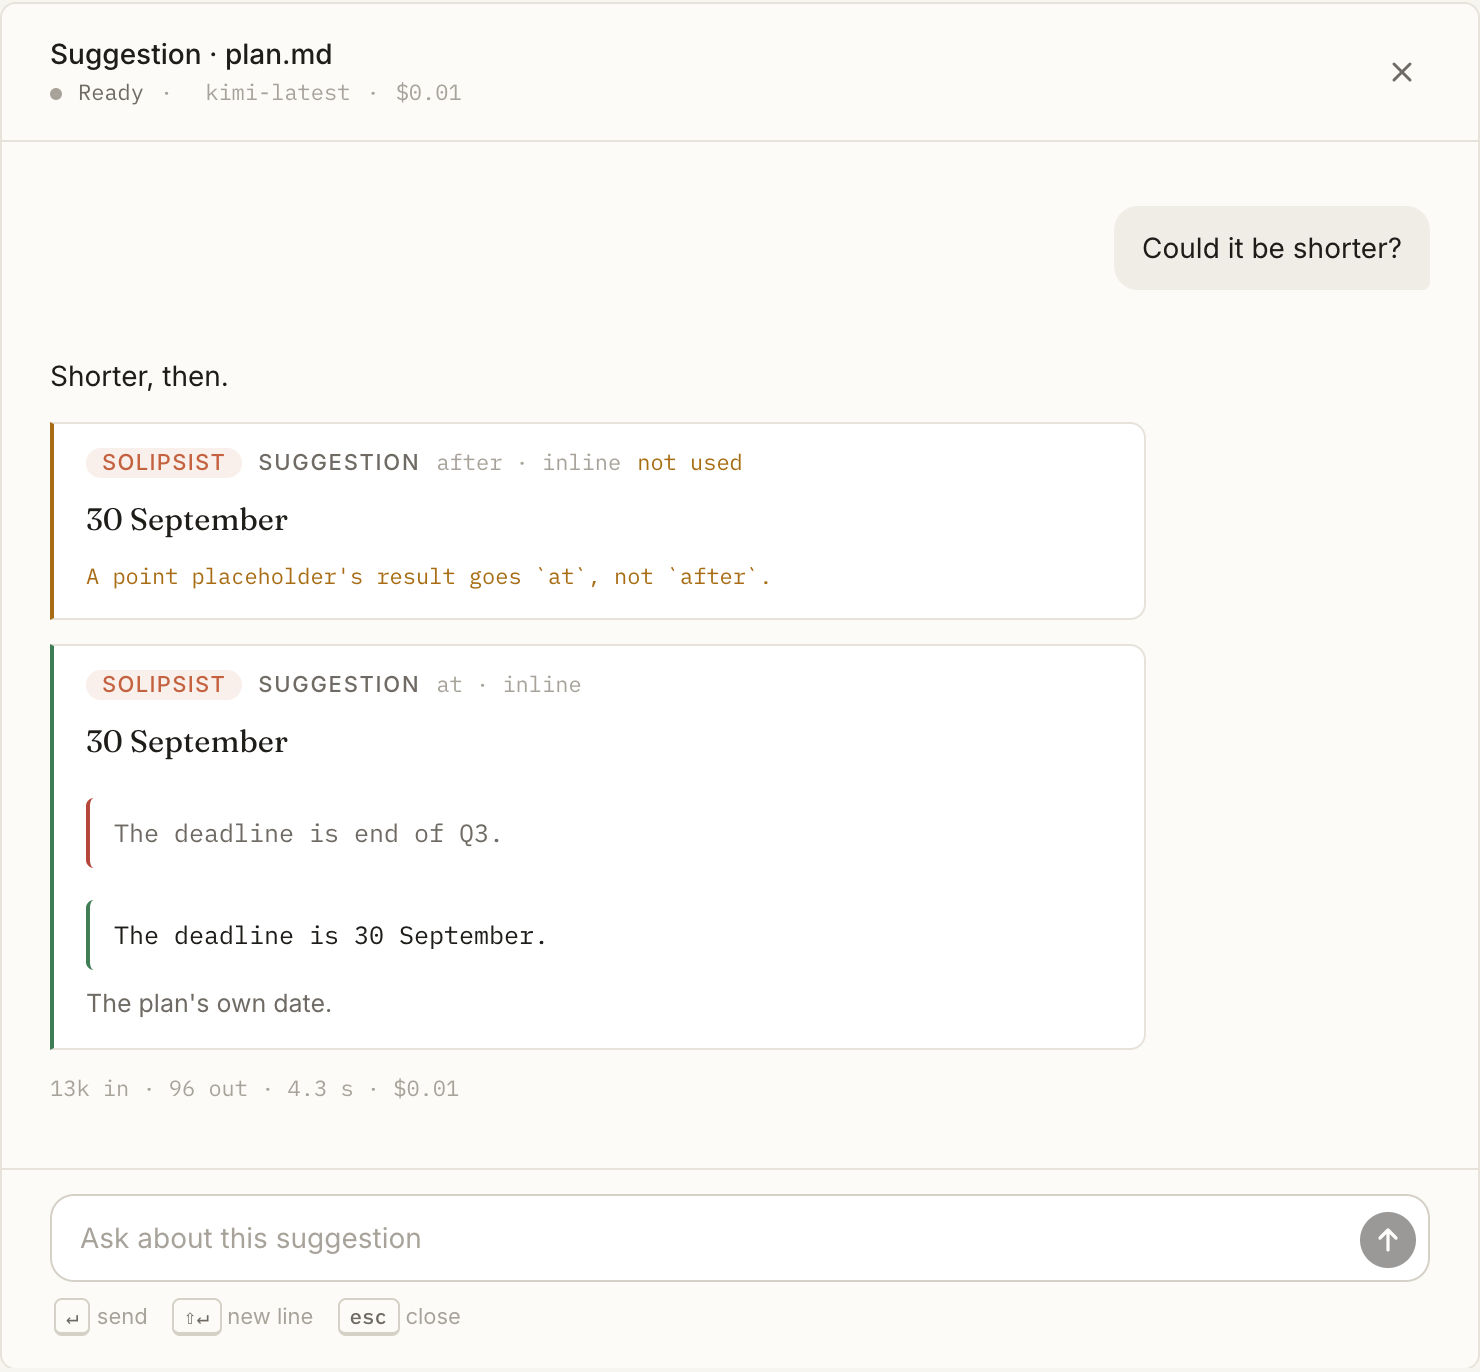 Suggestion · plan.md
Ready · kimi-latest · $0.01
Could it be shorter?
Shorter, then.
SOLIPSIST SUGGESTION after · inline not used
30 September
A point placeholder's result goes `at`, not `after`.
SOLIPSIST SUGGESTION at · inline
30 September
The deadline is end of Q3.
The deadline is 30 September.
The plan's own date.
13k in · 96 out · 4.3 s · $0.01
Ask about this suggestion
↵ send ⇧↵ new line esc close